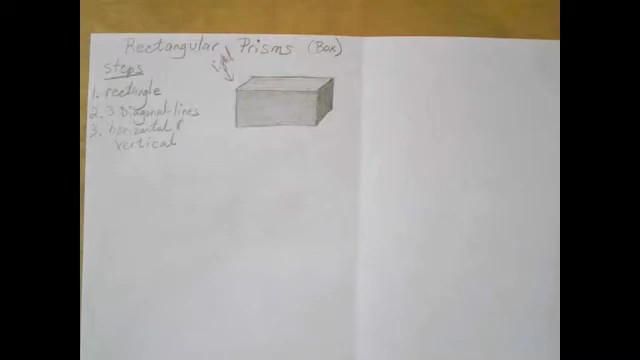 Rectangular Prisms (Box)
steps
1. rectangle
2. 3 Diagonal lines
3. horizontal &
vertical